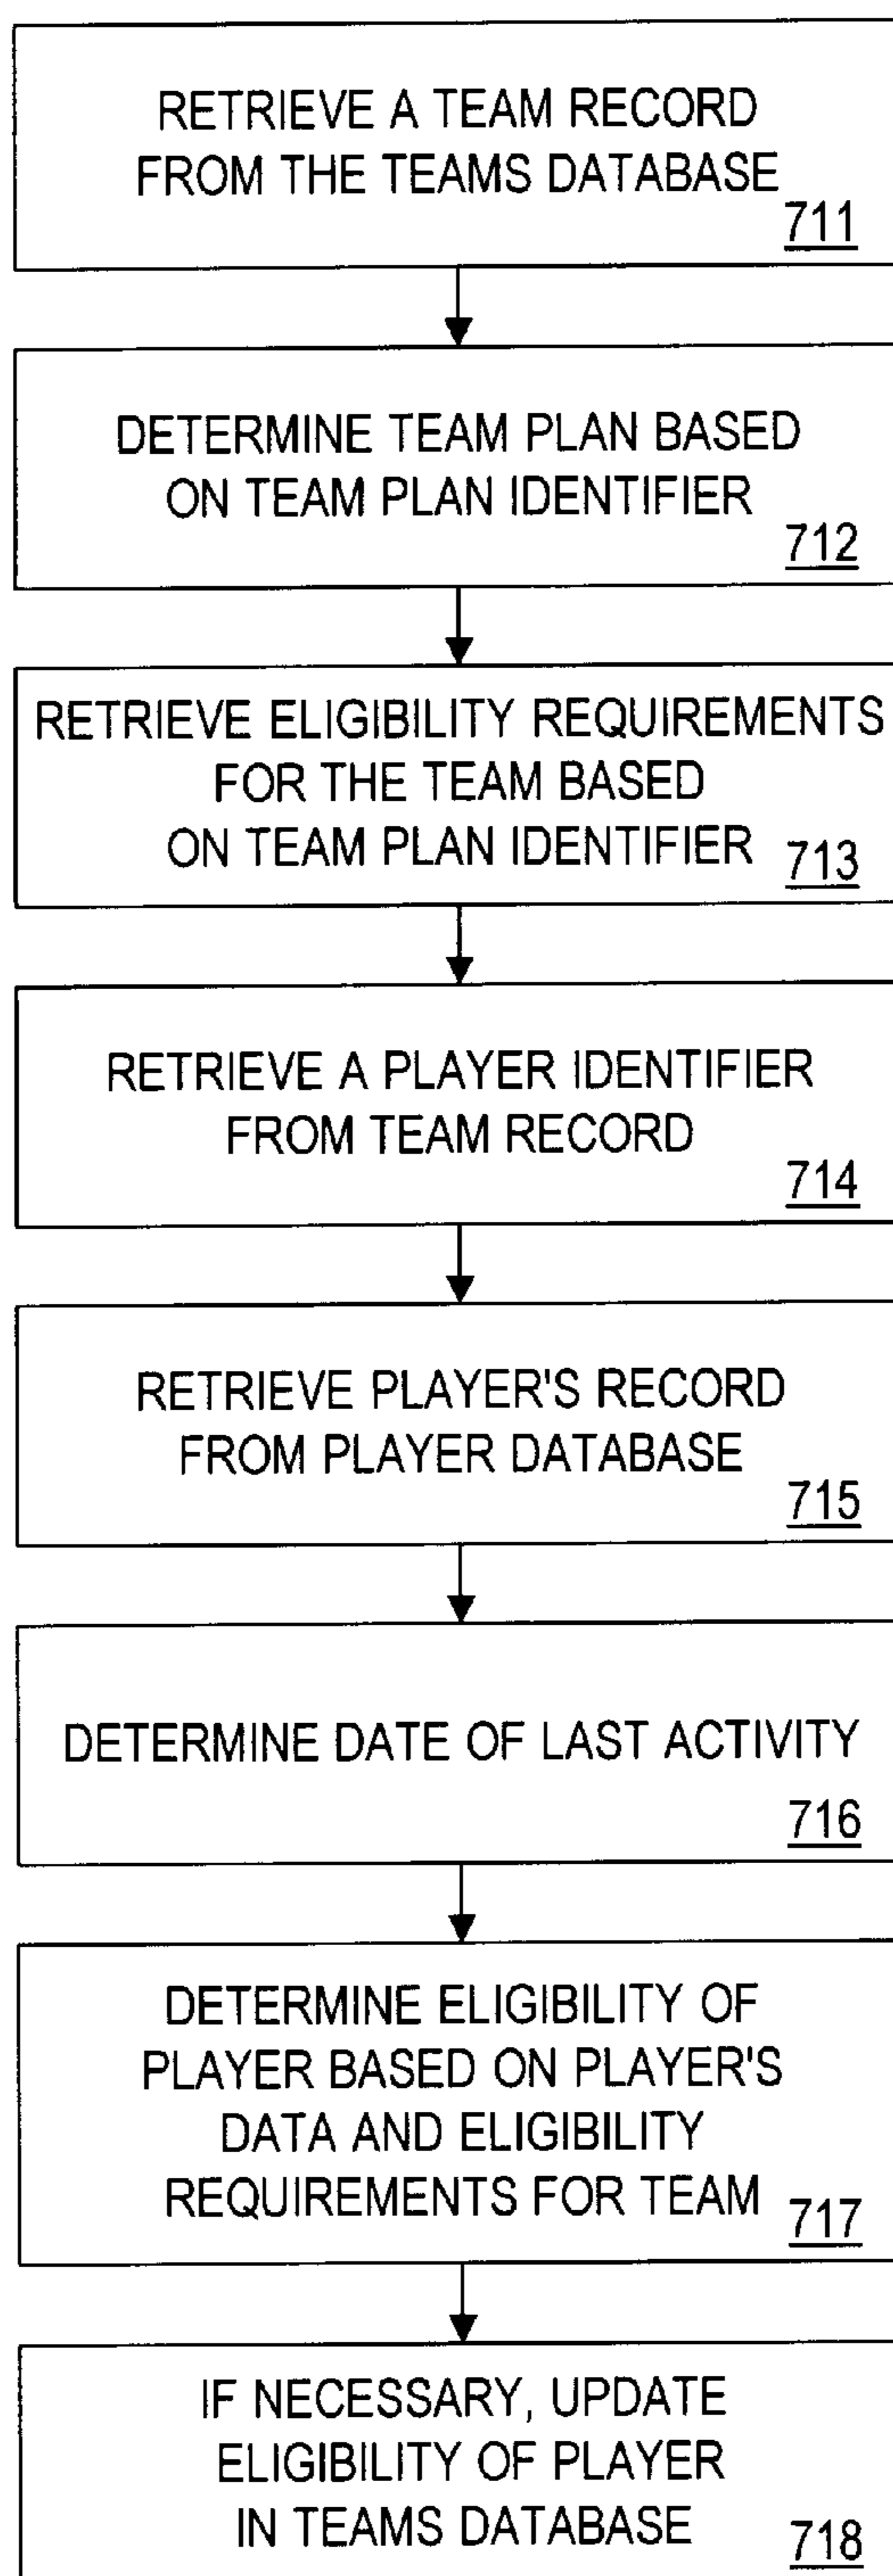 RETRIEVE A TEAM RECORD
FROM THE TEAMS DATABASE
711
DETERMINE TEAM PLAN BASED
ON TEAM PLAN IDENTIFIER
712
RETRIEVE ELIGIBILITY REQUIREMENTS
FOR THE TEAM BASED
ON TEAM PLAN IDENTIFIER 713
RETRIEVE A PLAYER IDENTIFIER
FROM TEAM RECORD
714
RETRIEVE PLAYER'S RECORD
FROM PLAYER DATABASE
715
DETERMINE DATE OF LAST ACTIVITY
716
DETERMINE ELIGIBILITY OF
PLAYER BASED ON PLAYER'S
DATA AND ELIGIBILITY
REQUIREMENTS FOR TEAM 717
IF NECESSARY, UPDATE
ELIGIBILITY OF PLAYER
IN TEAMS DATABASE 718